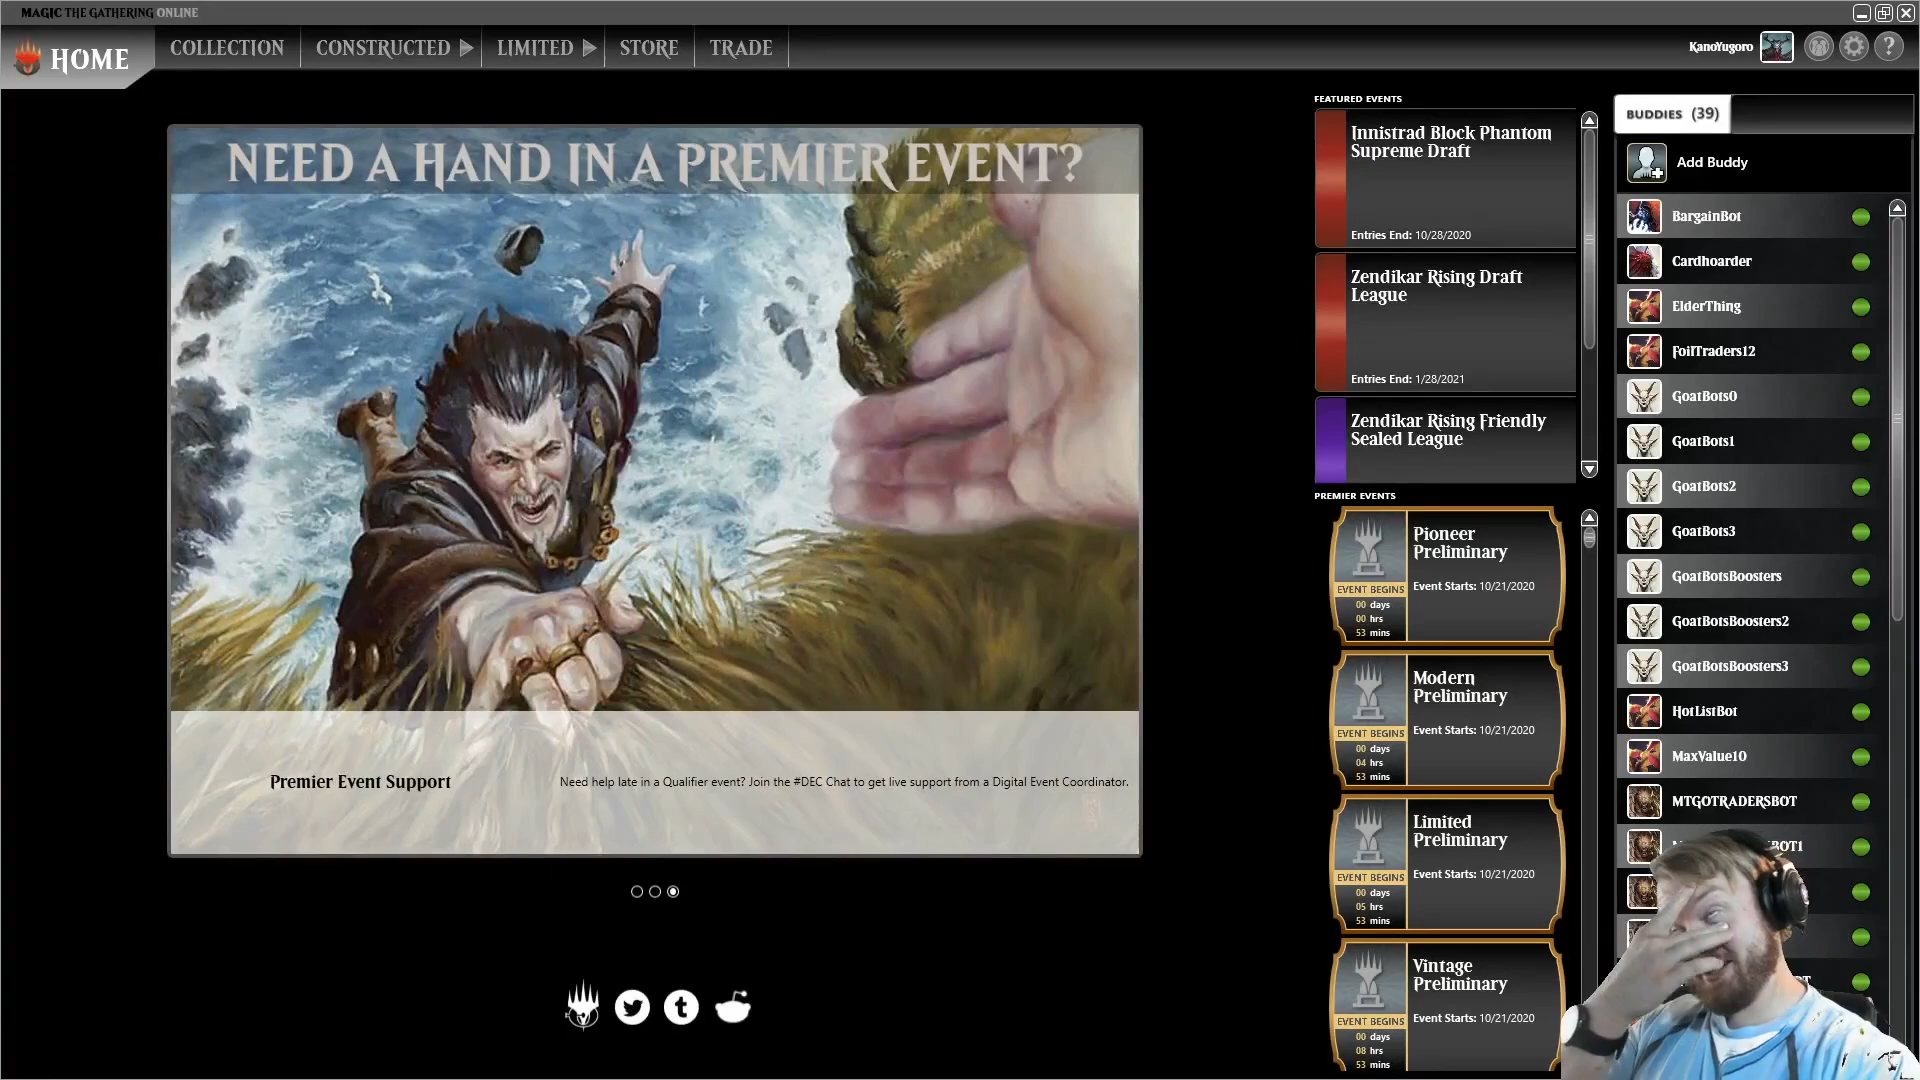 MAGIC THE GATHERING ONLINE
HOME
COLLECTION
CONSTRUCTED
LIMITED
STORE
TRADE
KanoYugoro
?
NEED A HAND IN A PREMIER EVENT?
Premier Event Support
Need help late in a Qualifier event? Join the #DEC Chat to get live support from a Digital Event Coordinator.
FEATURED EVENTS
Innistrad Block Phantom
Supreme Draft
Entries End: 10/28/2020
Zendikar Rising Draft
League
Entries End: 1/28/2021
Zendikar Rising Friendly
Sealed League
PREMIER EVENTS
Pioneer
Preliminary
Event Starts: 10/21/2020
EVENT BEGINS
00 days
00 hrs
53 mins
Modern
Preliminary
Event Starts: 10/21/2020
EVENT BEGINS
00 days
04 hrs
53 mins
Limited
Preliminary
Event Starts: 10/21/2020
EVENT BEGINS
00 days
05 hrs
53 mins
Vintage
Preliminary
Event Starts: 10/21/2020
EVENT BEGINS
00 days
08 hrs
53 mins
BUDDIES (39)
Add Buddy
BargainBot
Cardhoarder
ElderThing
FoilTraders12
GoatBots0
GoatBots1
GoatBots2
GoatBots3
GoatBotsBoosters
GoatBotsBoosters2
GoatBotsBoosters3
HotListBot
MaxValue10
MTGOTRADERSBOT